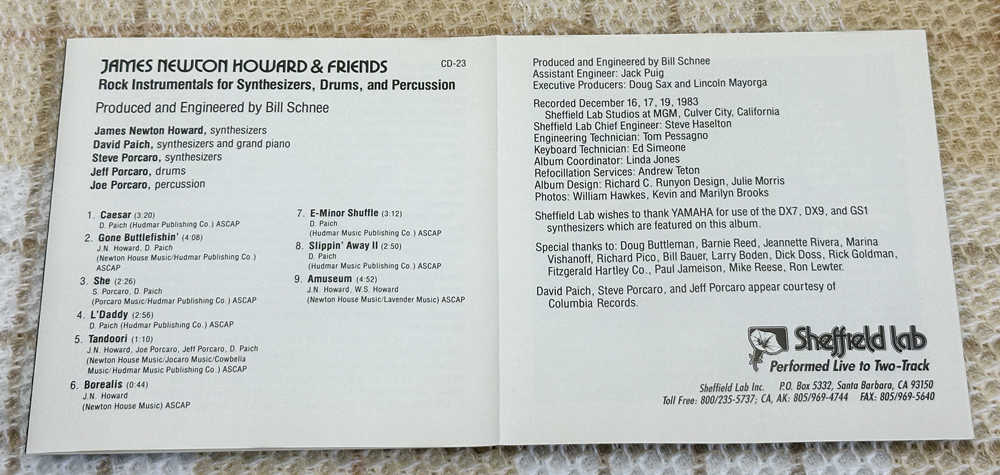 JAMES NEWTON HOWARD & FRIENDS CD-23
Rock Instrumentals for Synthesizers, Drums, and Percussion
Produced and Engineered by Bill Schnee
James Newton Howard, synthesizers
David Paich, synthesizers and grand piano
Steve Porcaro, synthesizers
Jeff Porcaro, drums
Joe Porcaro, percussion
1. Caesar (3:20)
D. Paich (Hudmar Publishing Co.) ASCAP
2. Gone Buttlefishin' (4:08)
J.N. Howard, D. Paich
(Newton House Music/Hudmar Publishing Co.)
ASCAP
3. She (2:26)
S. Porcaro, D. Paich
(Porcaro Music/Hudmar Publishing Co.) ASCAP
4. L'Daddy (2:56)
D. Paich (Hudmar Publishing Co.) ASCAP
5. Tandoori (1:10)
J.N. Howard, Joe Porcaro, Jeff Porcaro, D. Paich
(Newton House Music/Jocaro Music/Cowbella
Music/Hudmar Music Publishing Co.) ASCAP
6. Borealis (0:44)
J.N. Howard
(Newton House Music) ASCAP
7. E-Minor Shuffle (3:12)
D. Paich
(Hudmar Music Publishing Co.) ASCAP
8. Slippin' Away II (2:50)
D. Paich
(Hudmar Music Publishing Co.) ASCAP
9. Amuseum (4:52)
J.N. Howard, W.S. Howard
(Newton House Music/Lavender Music) ASCAP
Produced and Engineered by Bill Schnee
Assistant Engineer: Jack Puig
Executive Producers: Doug Sax and Lincoln Mayorga
Recorded December 16, 17, 19, 1983
Sheffield Lab Studios at MGM, Culver City, California
Sheffield Lab Chief Engineer: Steve Haselton
Engineering Technician: Tom Pessagno
Keyboard Technician: Ed Simeone
Album Coordinator: Linda Jones
Refocillation Services: Andrew Teton
Album Design: Richard C. Runyon Design, Julie Morris
Photos: William Hawkes, Kevin and Marilyn Brooks
Sheffield Lab wishes to thank YAMAHA for use of the DX7, DX9, and GS1
synthesizers which are featured on this album.
Special thanks to: Doug Buttleman, Barnie Reed, Jeannette Rivera, Marina
Vishanoff, Richard Pico, Bill Bauer, Larry Boden, Dick Doss, Rick Goldman,
Fitzgerald Hartley Co., Paul Jameison, Mike Reese, Ron Lewter.
David Paich, Steve Porcaro, and Jeff Porcaro appear courtesy of
Columbia Records.
Sheffield Lab
Performed Live to Two-Track
Sheffield Lab Inc. P.O. Box 5332, Santa Barbara, CA 93150
Toll Free: 800/235-5737; CA, AK: 805/969-4744 FAX: 805/969-5640